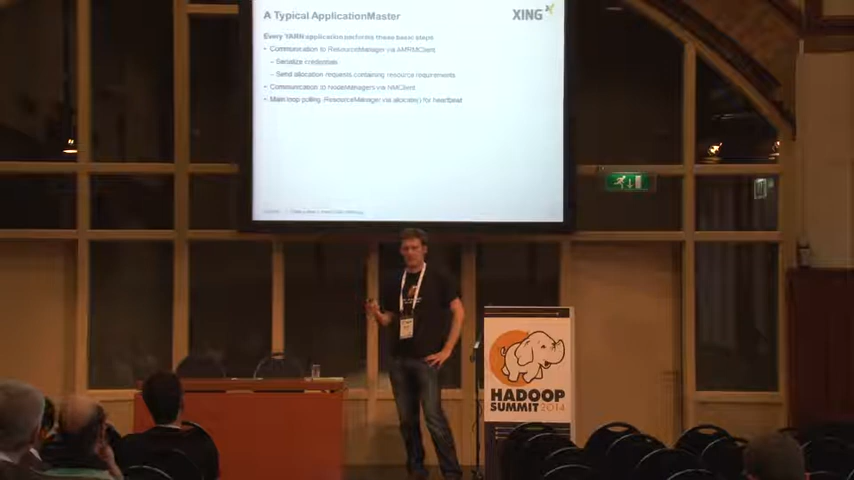 A Typical ApplicationMaster
XING
Every YARN application performs these basic steps
• Communication to ResourceManager via AMRMClient
– Serialize credentials
– Send allocation requests containing resource requirements
• Communication to NodeManagers via NMClient
• Main loop polling ResourceManager via allocate() for heartbeat
HADOOP
SUMMIT 2014